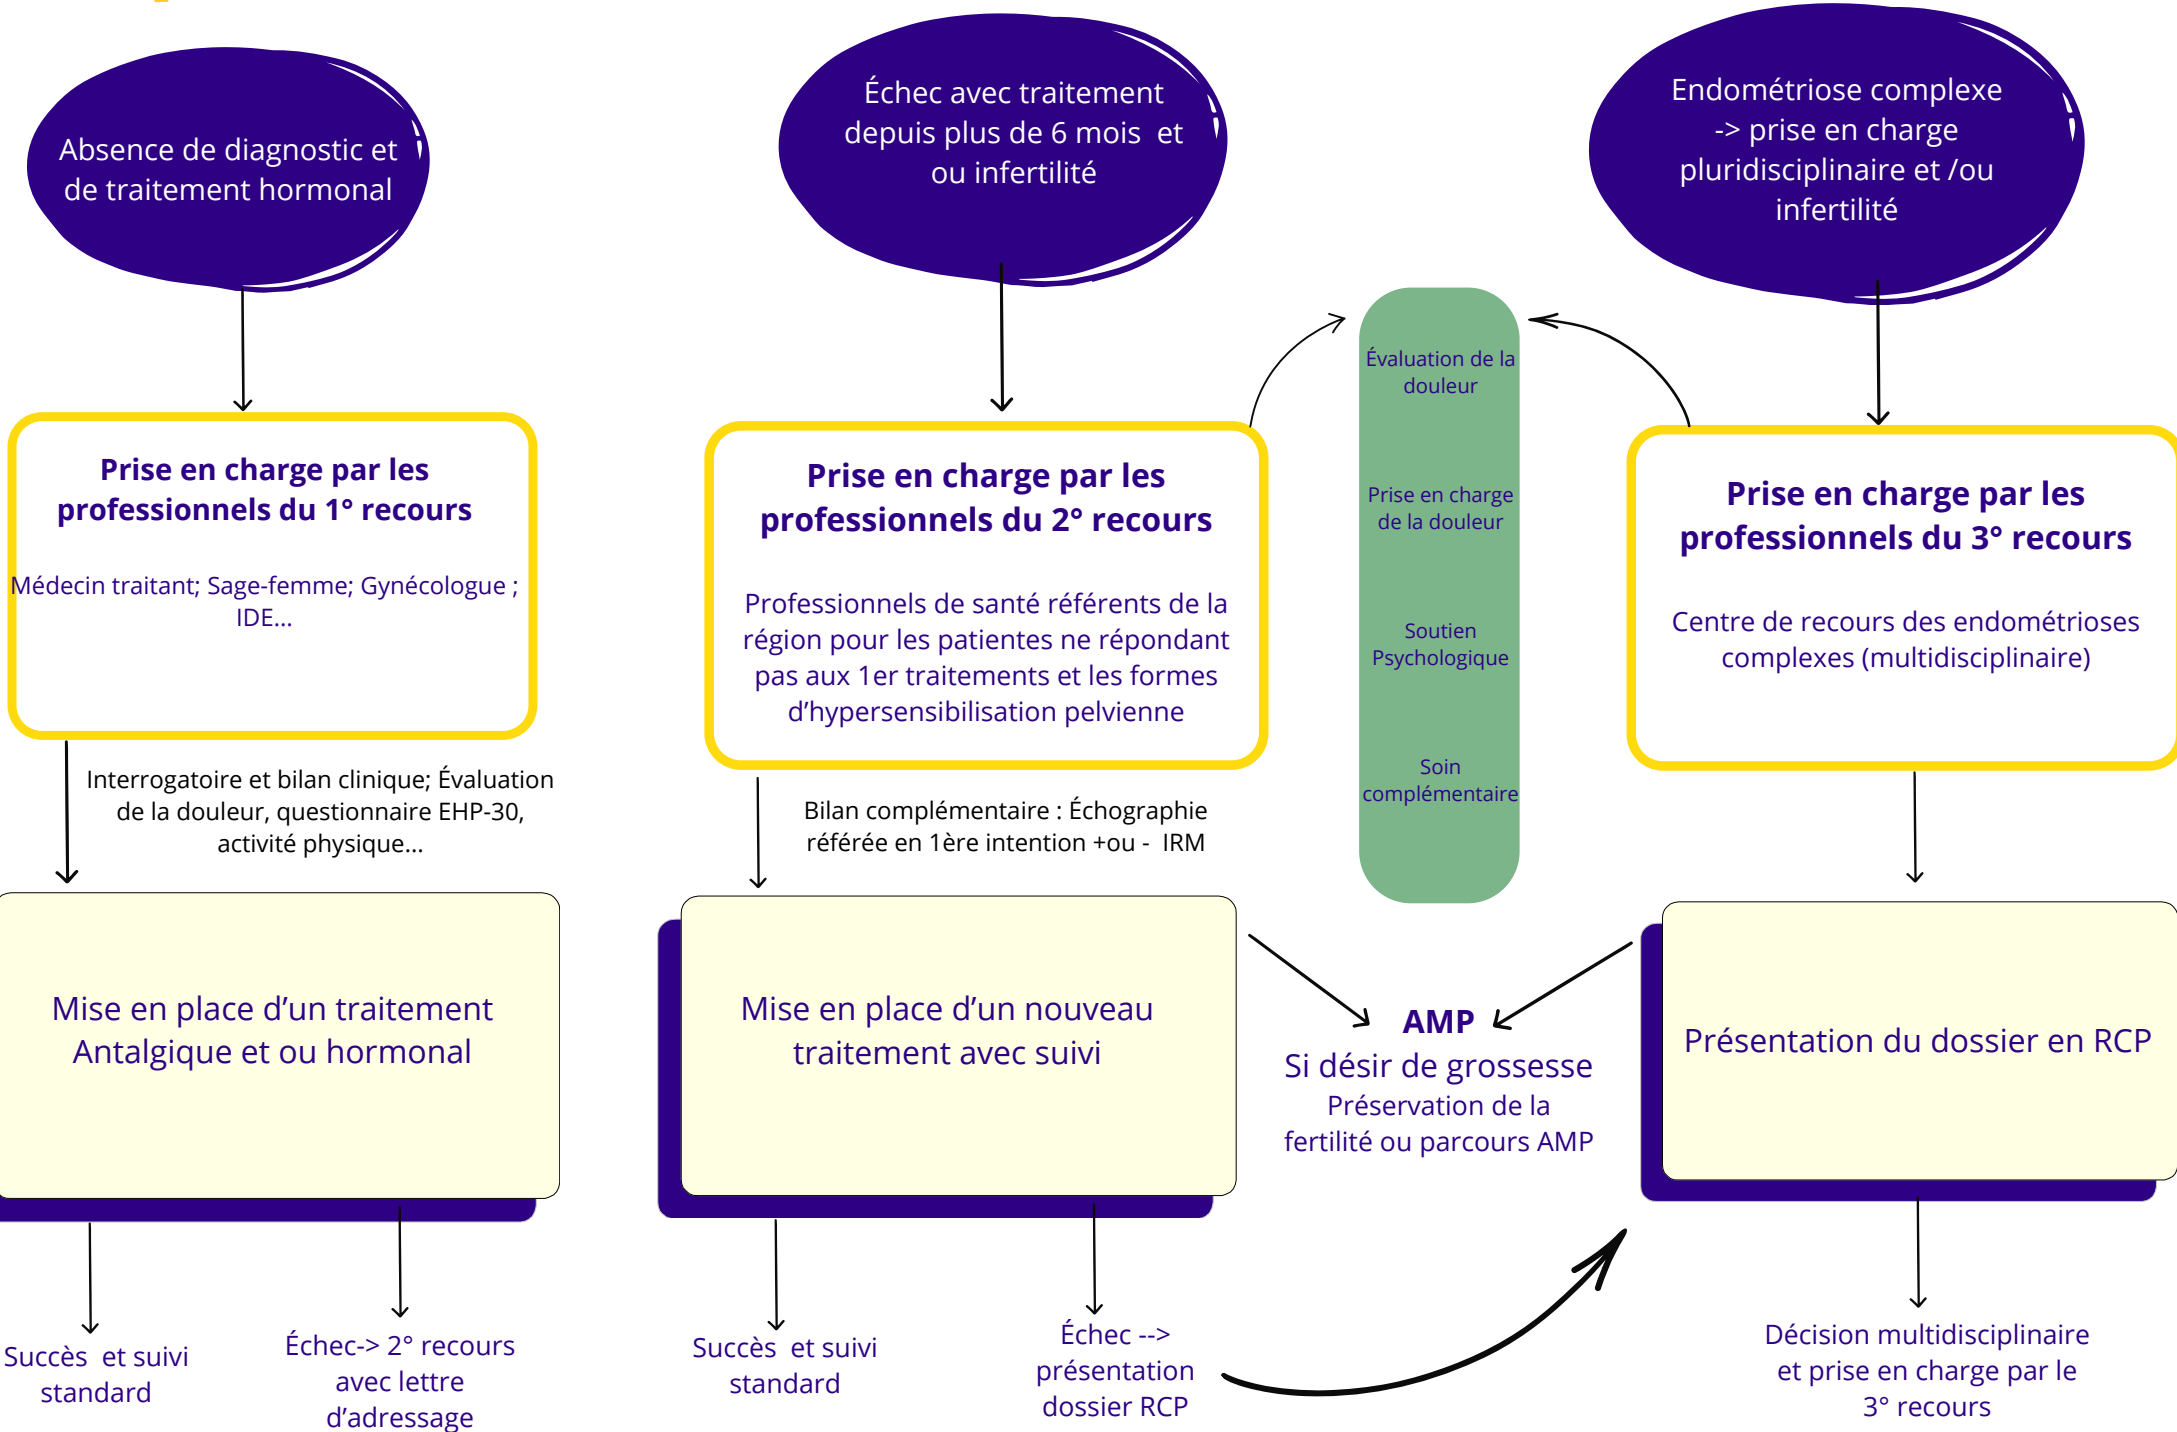 Absence de diagnostic et
de traitement hormonal
Prise en charge par les
professionnels du 1° recours
Médecin traitant; Sage-femme; Gynécologue ;
IDE...
Interrogatoire et bilan clinique; Évaluation
de la douleur, questionnaire EHP-30,
activité physique...
Mise en place d’un traitement
Antalgique et ou hormonal
Succès et suivi
standard
Échec-> 2° recours
avec lettre
d’adressage
Échec avec traitement
depuis plus de 6 mois et
ou infertilité
Prise en charge par les
professionnels du 2° recours
Professionnels de santé référents de la
région pour les patientes ne répondant
pas aux 1er traitements et les formes
d’hypersensibilisation pelvienne
Bilan complémentaire : Échographie
référée en 1ère intention +ou - IRM
Mise en place d’un nouveau
traitement avec suivi
Succès et suivi
standard
Échec -->
présentation
dossier RCP
Évaluation de la
douleur
Prise en charge
de la douleur
Soutien
Psychologique
Soin
complémentaire
AMP
Si désir de grossesse
Préservation de la
fertilité ou parcours AMP
Endométriose complexe
-> prise en charge
pluridisciplinaire et /ou
infertilité
Prise en charge par les
professionnels du 3° recours
Centre de recours des endométrioses
complexes (multidisciplinaire)
Présentation du dossier en RCP
Décision multidisciplinaire
et prise en charge par le
3° recours